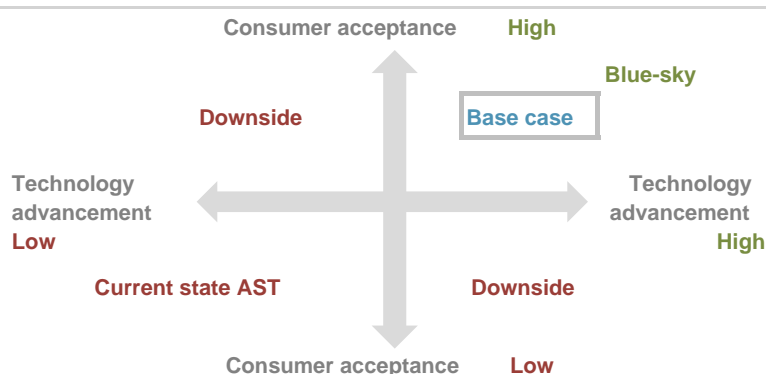 Consumer acceptance High
Blue-sky
Downside Base case
Technology Technology
advancement advancement
Low High
Current state AST Downside
Consumer acceptance Low